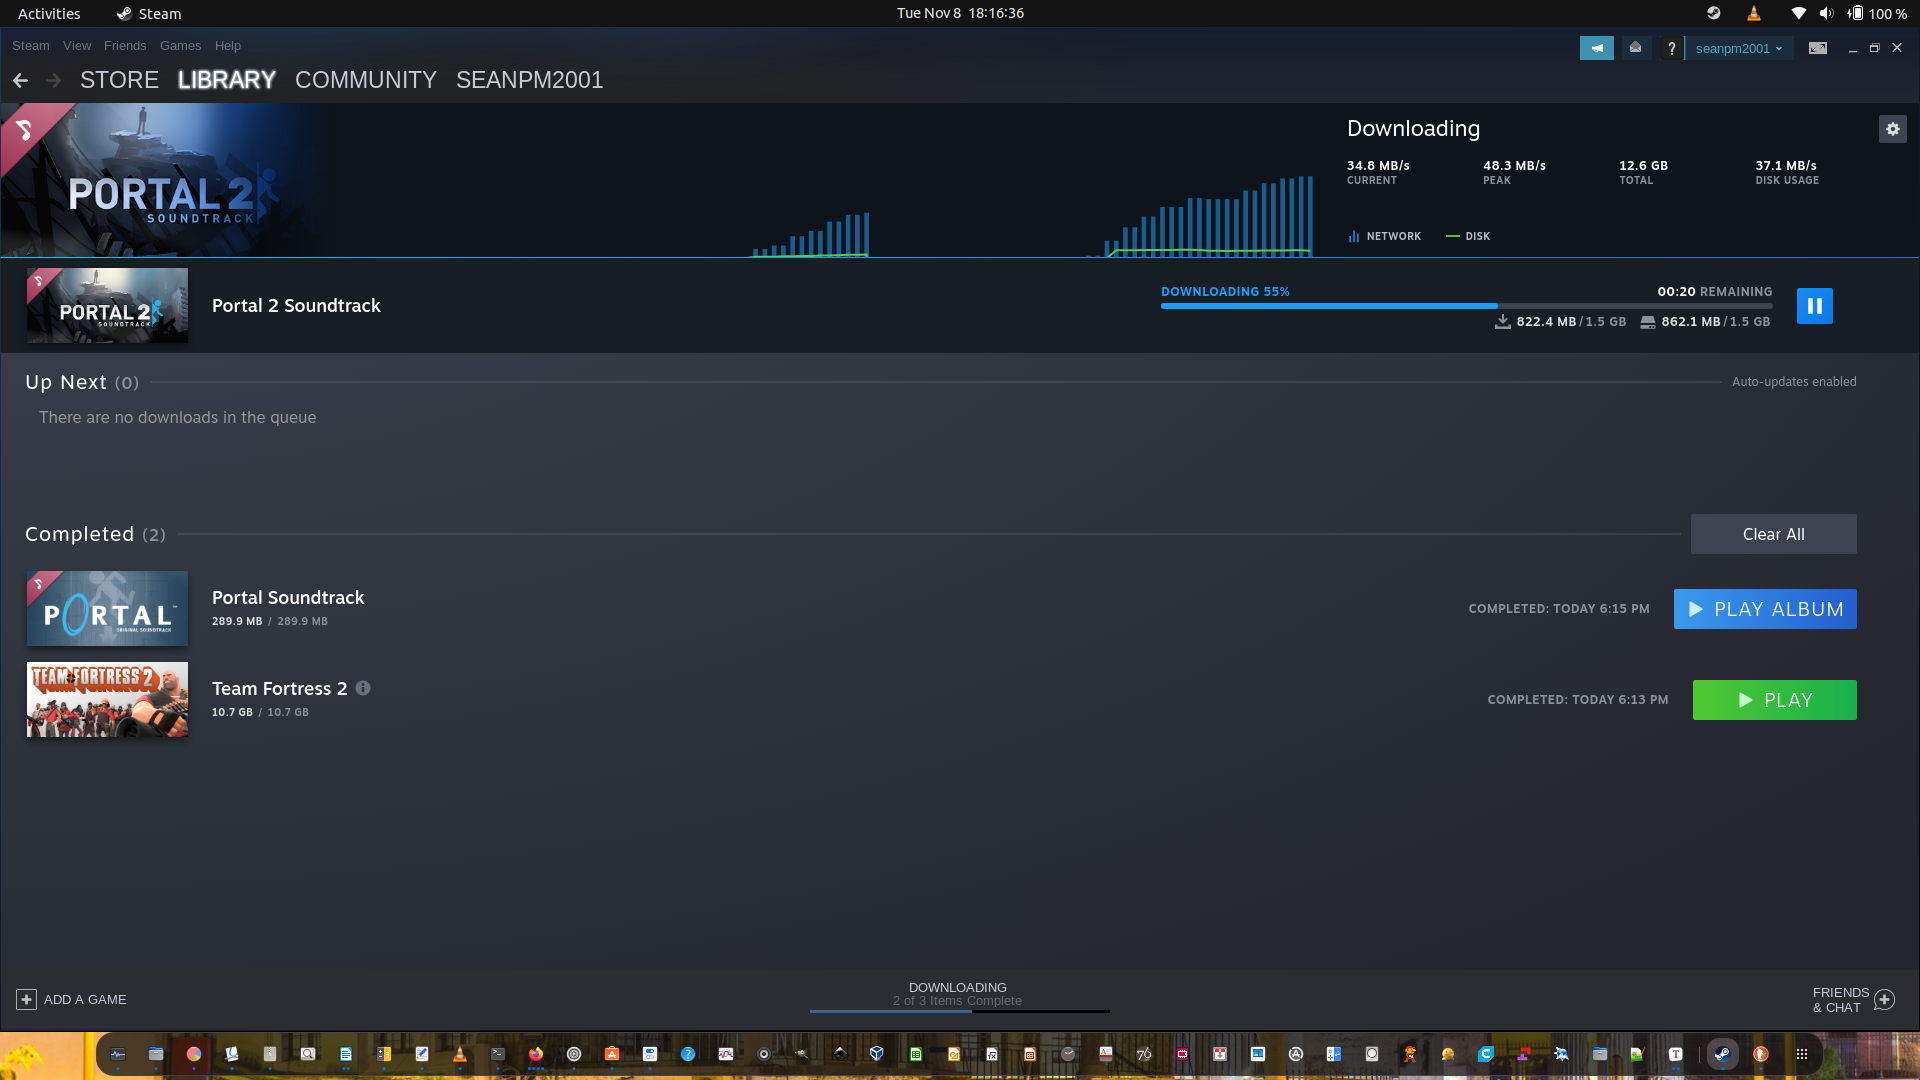 Activities Steam Tue Nov 8 18:16:36 100 %
Steam View Friends Games Help ? seanpm2001
STORE LIBRARY COMMUNITY SEANPM2001
PORTAL 2
SOUNDTRACK
Downloading
34.8 MB/s 48.3 MB/s 12.6 GB 37.1 MB/s
CURRENT PEAK TOTAL DISK USAGE
NETWORK DISK
PORTAL 2
SOUNDTRACK
Portal 2 Soundtrack
DOWNLOADING 55% 00:20 REMAINING
822.4 MB / 1.5 GB 862.1 MB / 1.5 GB
Up Next (0) Auto-updates enabled
There are no downloads in the queue
Completed (2) Clear All
PORTAL™
ORIGINAL SOUNDTRACK
Portal Soundtrack
289.9 MB / 289.9 MB
COMPLETED: TODAY 6:15 PM PLAY ALBUM
TEAM FORTRESS 2
Team Fortress 2
10.7 GB / 10.7 GB
COMPLETED: TODAY 6:13 PM PLAY
ADD A GAME
DOWNLOADING
2 of 3 Items Complete
FRIENDS
& CHAT